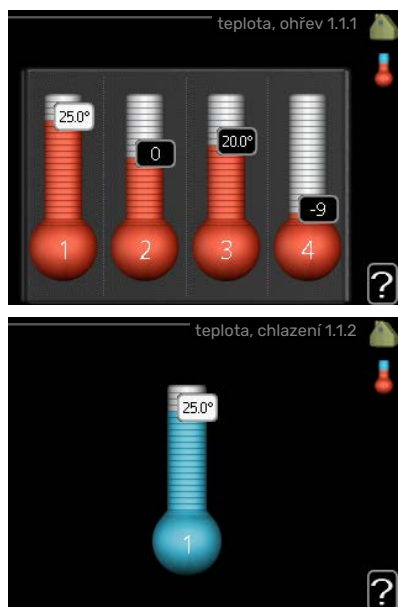 teplota, ohřev 1.1.1
25.0°
0
20.0°
-9
1 2 3 4
?
teplota, chlazení 1.1.2
25.0°
1
?